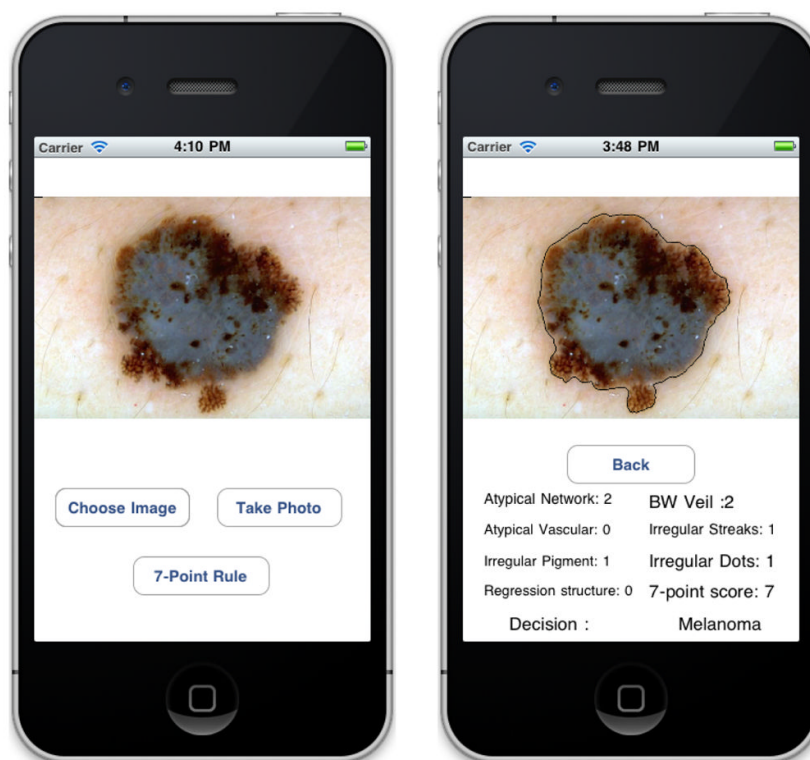 Carrier 4:10 PM
Choose Image Take Photo
7-Point Rule
Carrier 3:48 PM
Back
Atypical Network: 2 BW Veil :2
Atypical Vascular: 0 Irregular Streaks: 1
Irregular Pigment: 1 Irregular Dots: 1
Regression structure: 0 7-point score: 7
Decision : Melanoma